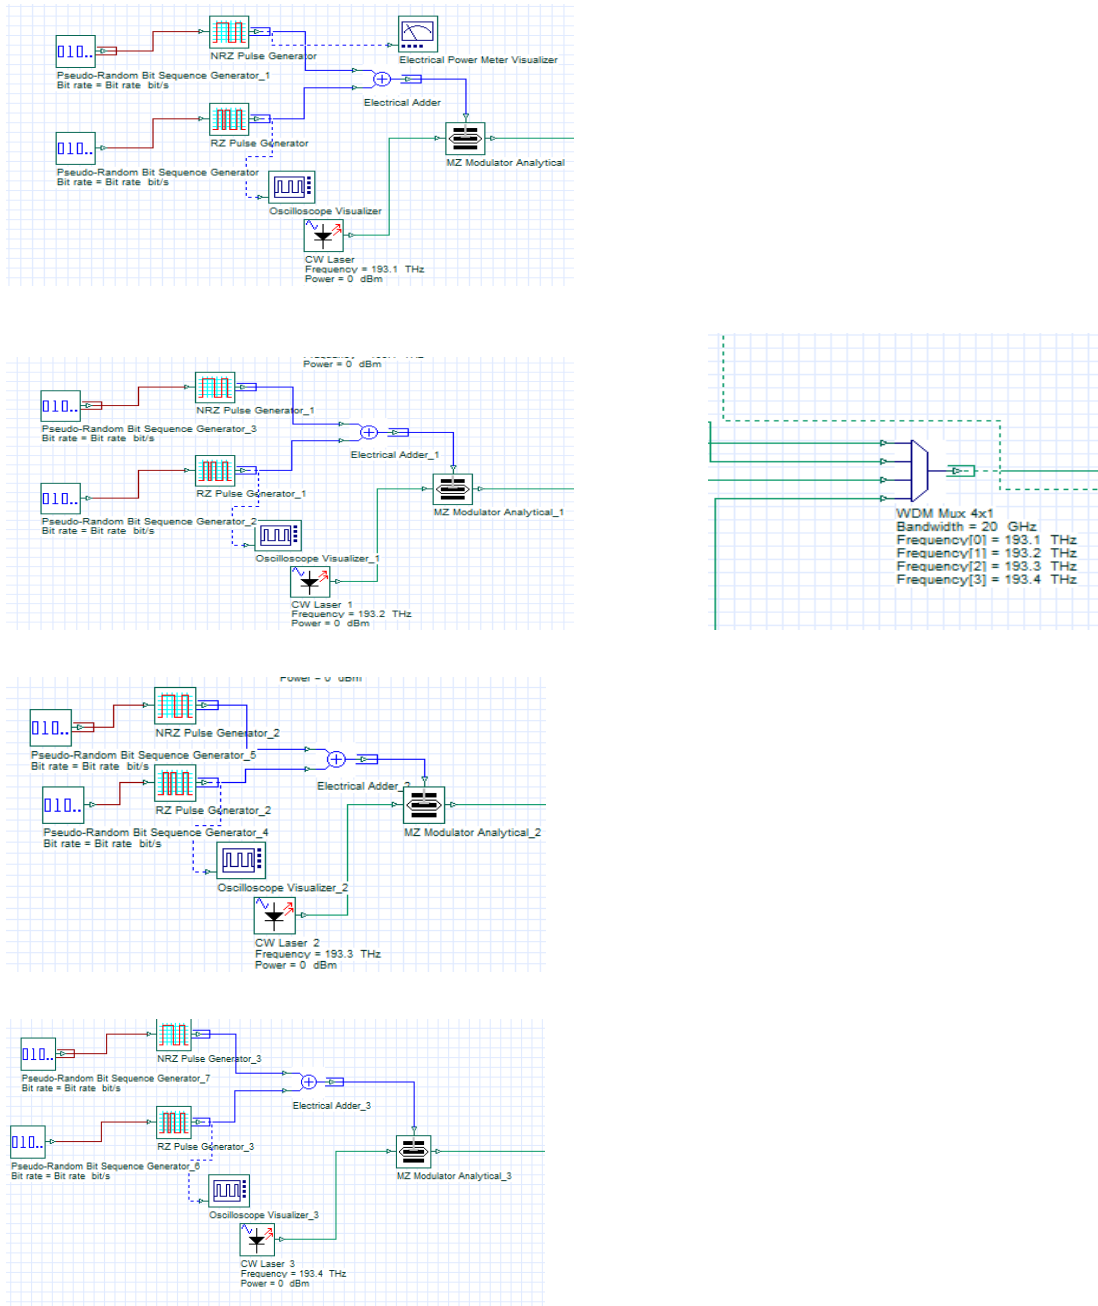 NRZ Pulse Generator
Electrical Power Meter Visualizer
Pseudo-Random Bit Sequence Generator_1
Bit rate = Bit rate  bit/s
Electrical Adder
RZ Pulse Generator
MZ Modulator Analytical
Pseudo-Random Bit Sequence Generator
Bit rate = Bit rate  bit/s
Oscilloscope Visualizer
CW Laser
Frequency = 193.1  THz
Power = 0  dBm
Power = 0  dBm
NRZ Pulse Generator_1
Pseudo-Random Bit Sequence Generator_3
Bit rate = Bit rate  bit/s
Electrical Adder_1
RZ Pulse Generator_1
MZ Modulator Analytical_1
Pseudo-Random Bit Sequence Generator_2
Bit rate = Bit rate  bit/s
Oscilloscope Visualizer_1
CW Laser  1
Frequency = 193.2  THz
Power = 0  dBm
WDM Mux 4x1
Bandwidth = 20  GHz
Frequency[0] = 193.1  THz
Frequency[1] = 193.2  THz
Frequency[2] = 193.3  THz
Frequency[3] = 193.4  THz
Power = 0  dBm
NRZ Pulse Generator_2
Pseudo-Random Bit Sequence Generator_5
Bit rate = Bit rate  bit/s
Electrical Adder_2
RZ Pulse Generator_2
MZ Modulator Analytical_2
Pseudo-Random Bit Sequence Generator_4
Bit rate = Bit rate  bit/s
Oscilloscope Visualizer_2
CW Laser  2
Frequency = 193.3  THz
Power = 0  dBm
NRZ Pulse Generator_3
Pseudo-Random Bit Sequence Generator_7
Bit rate = Bit rate  bit/s
Electrical Adder_3
RZ Pulse Generator_3
Pseudo-Random Bit Sequence Generator_6
Bit rate = Bit rate  bit/s
MZ Modulator Analytical_3
Oscilloscope Visualizer_3
CW Laser  3
Frequency = 193.4  THz
Power = 0  dBm